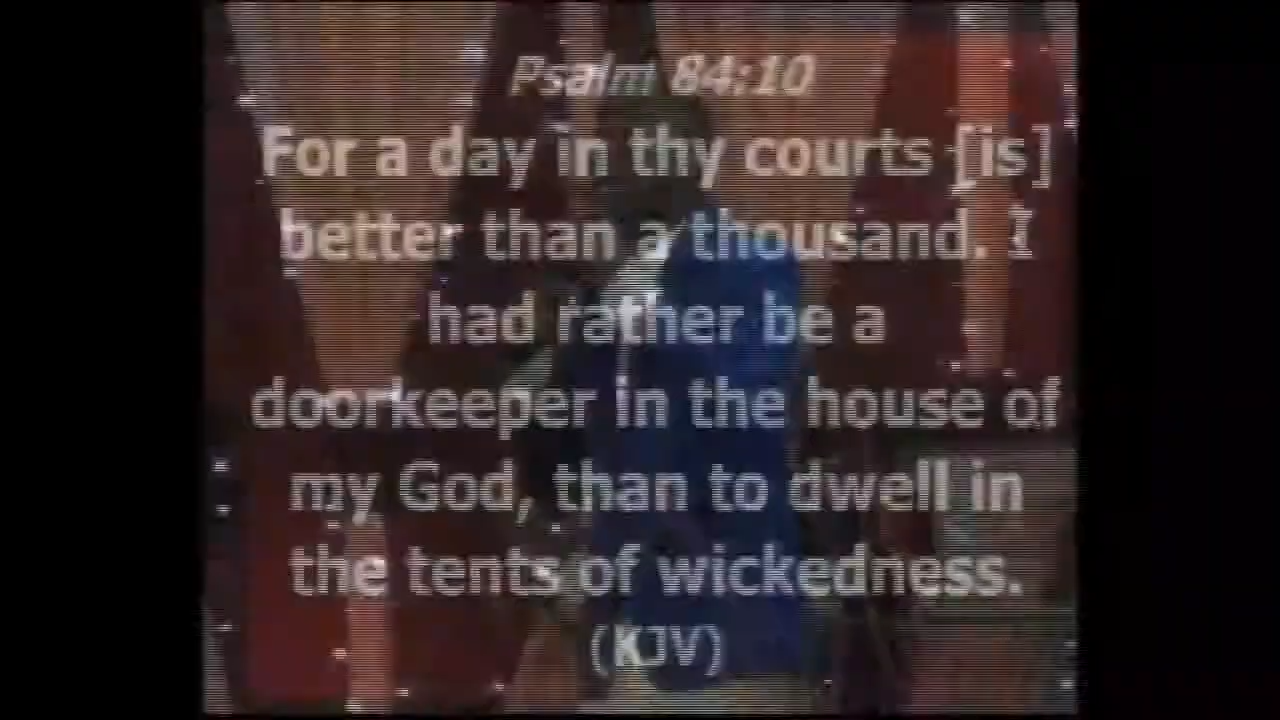 Psalm 84:10
For a day in thy courts [is]
better than a thousand. I
had rather be a
doorkeeper in the house of
my God, than to dwell in
the tents of wickedness.
(KJV)